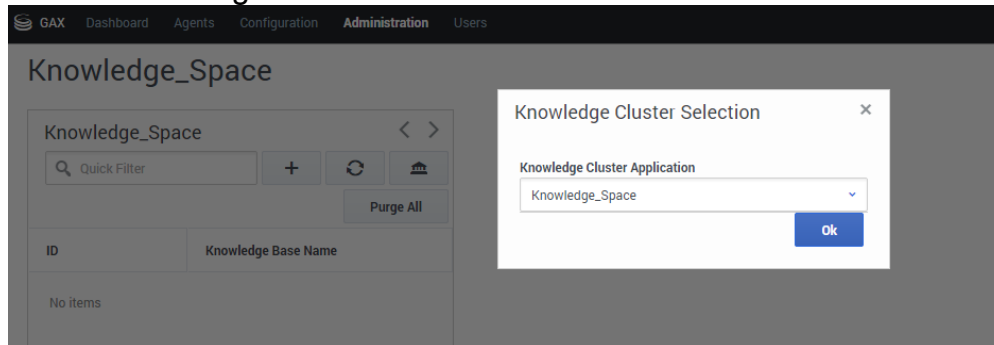 GAX Dashboard Agents Configuration Administration Users
Knowledge_Space
Knowledge_Space
Quick Filter
Purge All
ID Knowledge Base Name
No items
Knowledge Cluster Selection
Knowledge Cluster Application
Knowledge_Space
Ok